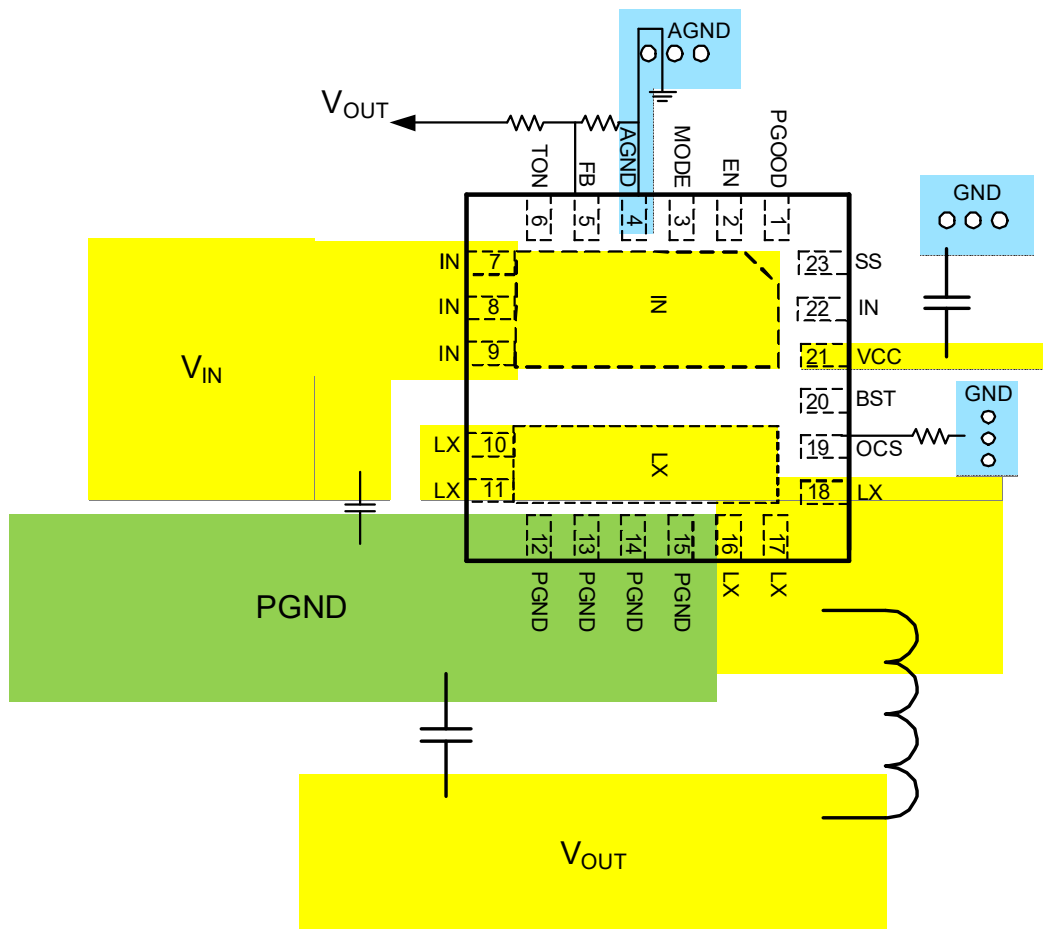 AGND
VOUT
TON
FB
AGND
MODE
EN
PGOOD
6
5
4
3
2
1
GND
IN 7
23 SS
IN 8
22 IN
IN 9
21 VCC
IN
VIN
20 BST
GND
LX 10
19 OCS
LX 11
18 LX
LX
12
13
14
15
16
17
PGND
PGND
PGND
PGND
LX
LX
PGND
VOUT